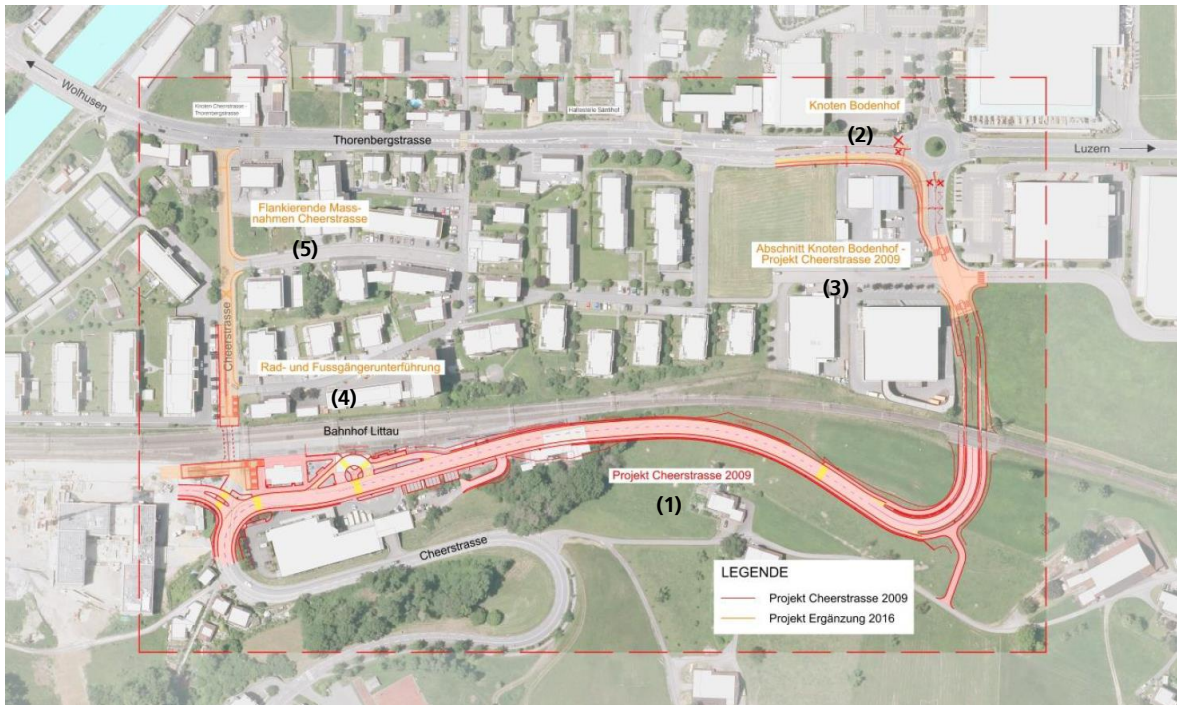 Wolhusen
Knoten Cheerstrasse -
Thorenbergstrasse
Haltestelle Sänthof
Knoten Bodenhof
(2)
Thorenbergstrasse
Luzern
Flankierende Mass-
nahmen Cheerstrasse
(5)
Abschnitt Knoten Bodenhof -
Projekt Cheerstrasse 2009
(3)
Cheerstrasse
Rad- und Fussgängerunterführung
(4)
Bahnhof Littau
Projekt Cheerstrasse 2009
(1)
Cheerstrasse
LEGENDE
Projekt Cheerstrasse 2009
Projekt Ergänzung 2016